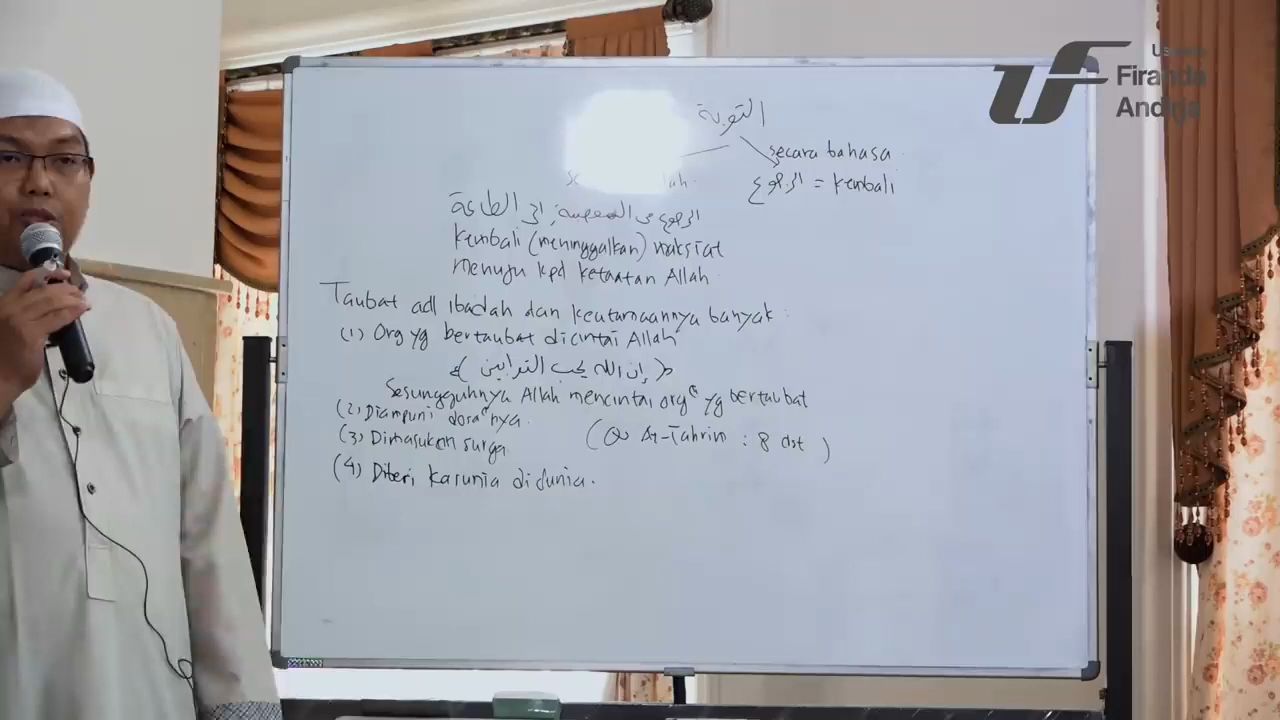 Ustadz
Firanda
Andirja
التوبة
secara bahasa
الرجوع = kembali
الرجوع من المعصية إلى الطاعة
kembali (meninggalkan) maksiat
menuju kpd ketaatan Allah
Taubat adl ibadah dan keutamaannya banyak :
(1) Org yg bertaubat dicintai Allah
﴿ إن الله يحب التوابين ﴾
Sesungguhnya Allah mencintai org² yg bertaubat
(2) Diampuni dosa²nya.
(3) Dimasukan surga
(QS At-Tahrim : 8 dst )
(4) Diberi karunia di dunia.